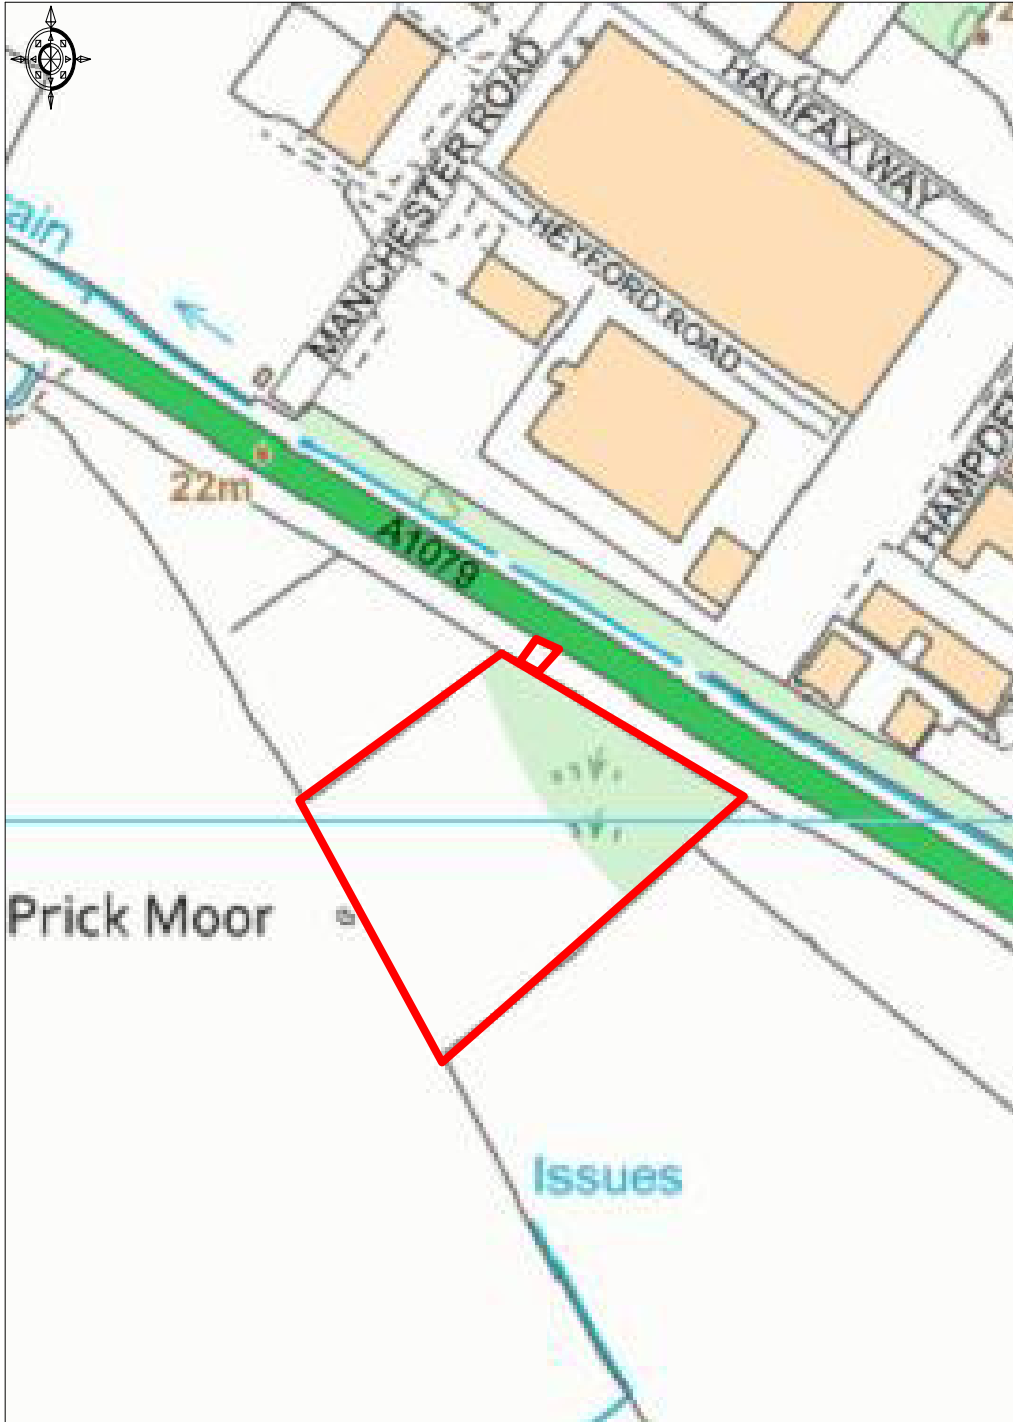 HALIFAX WAY
MANCHESTER ROAD
ain
HEYFORD ROAD
HAMPDE
22m
A1079
Prick Moor
Issues